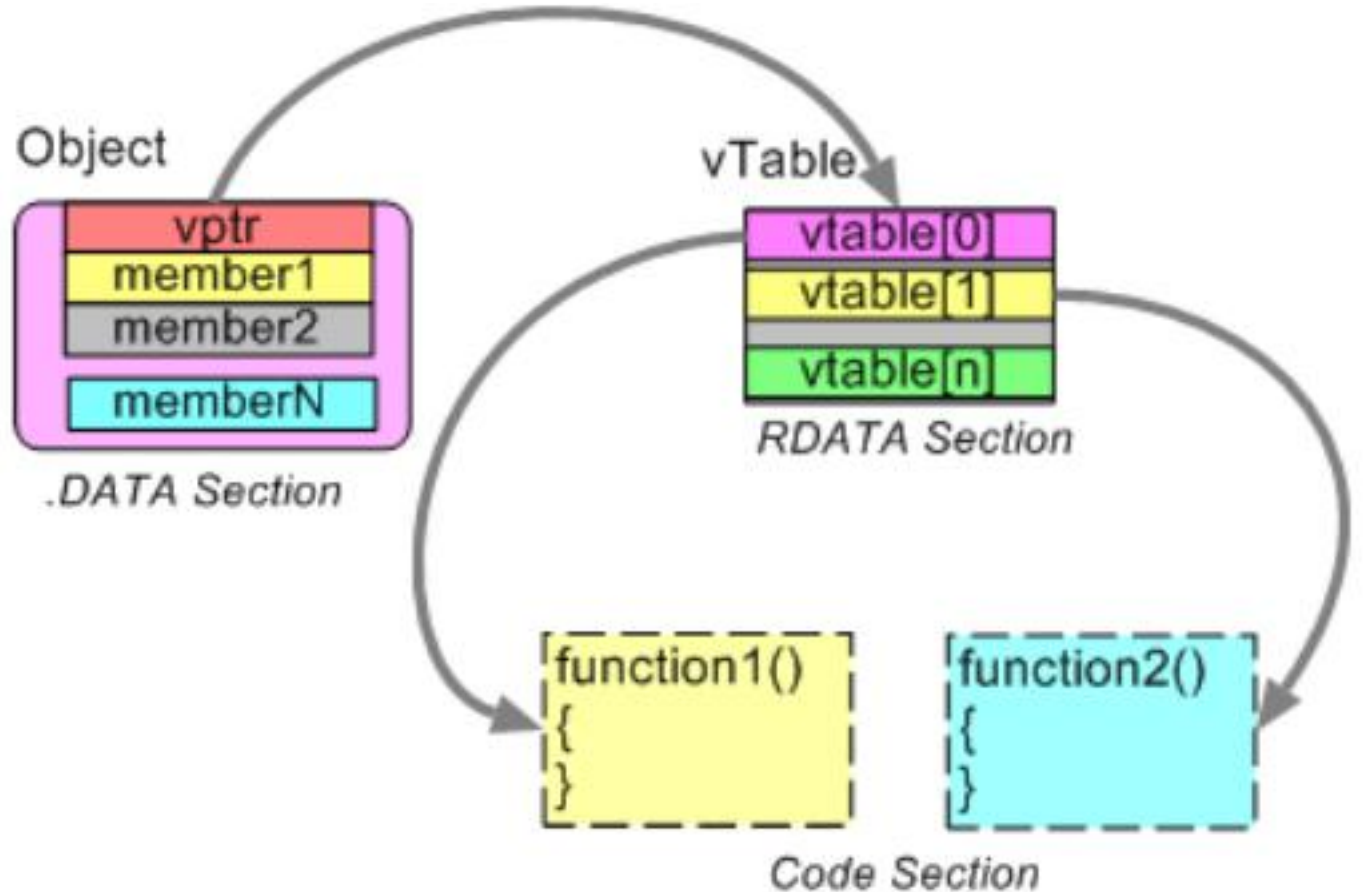 Object
vptr
member1
member2
memberN
.DATA Section
vTable
vtable[0]
vtable[1]
vtable[n]
RDATA Section
function1()
{
}
function2()
{
}
Code Section